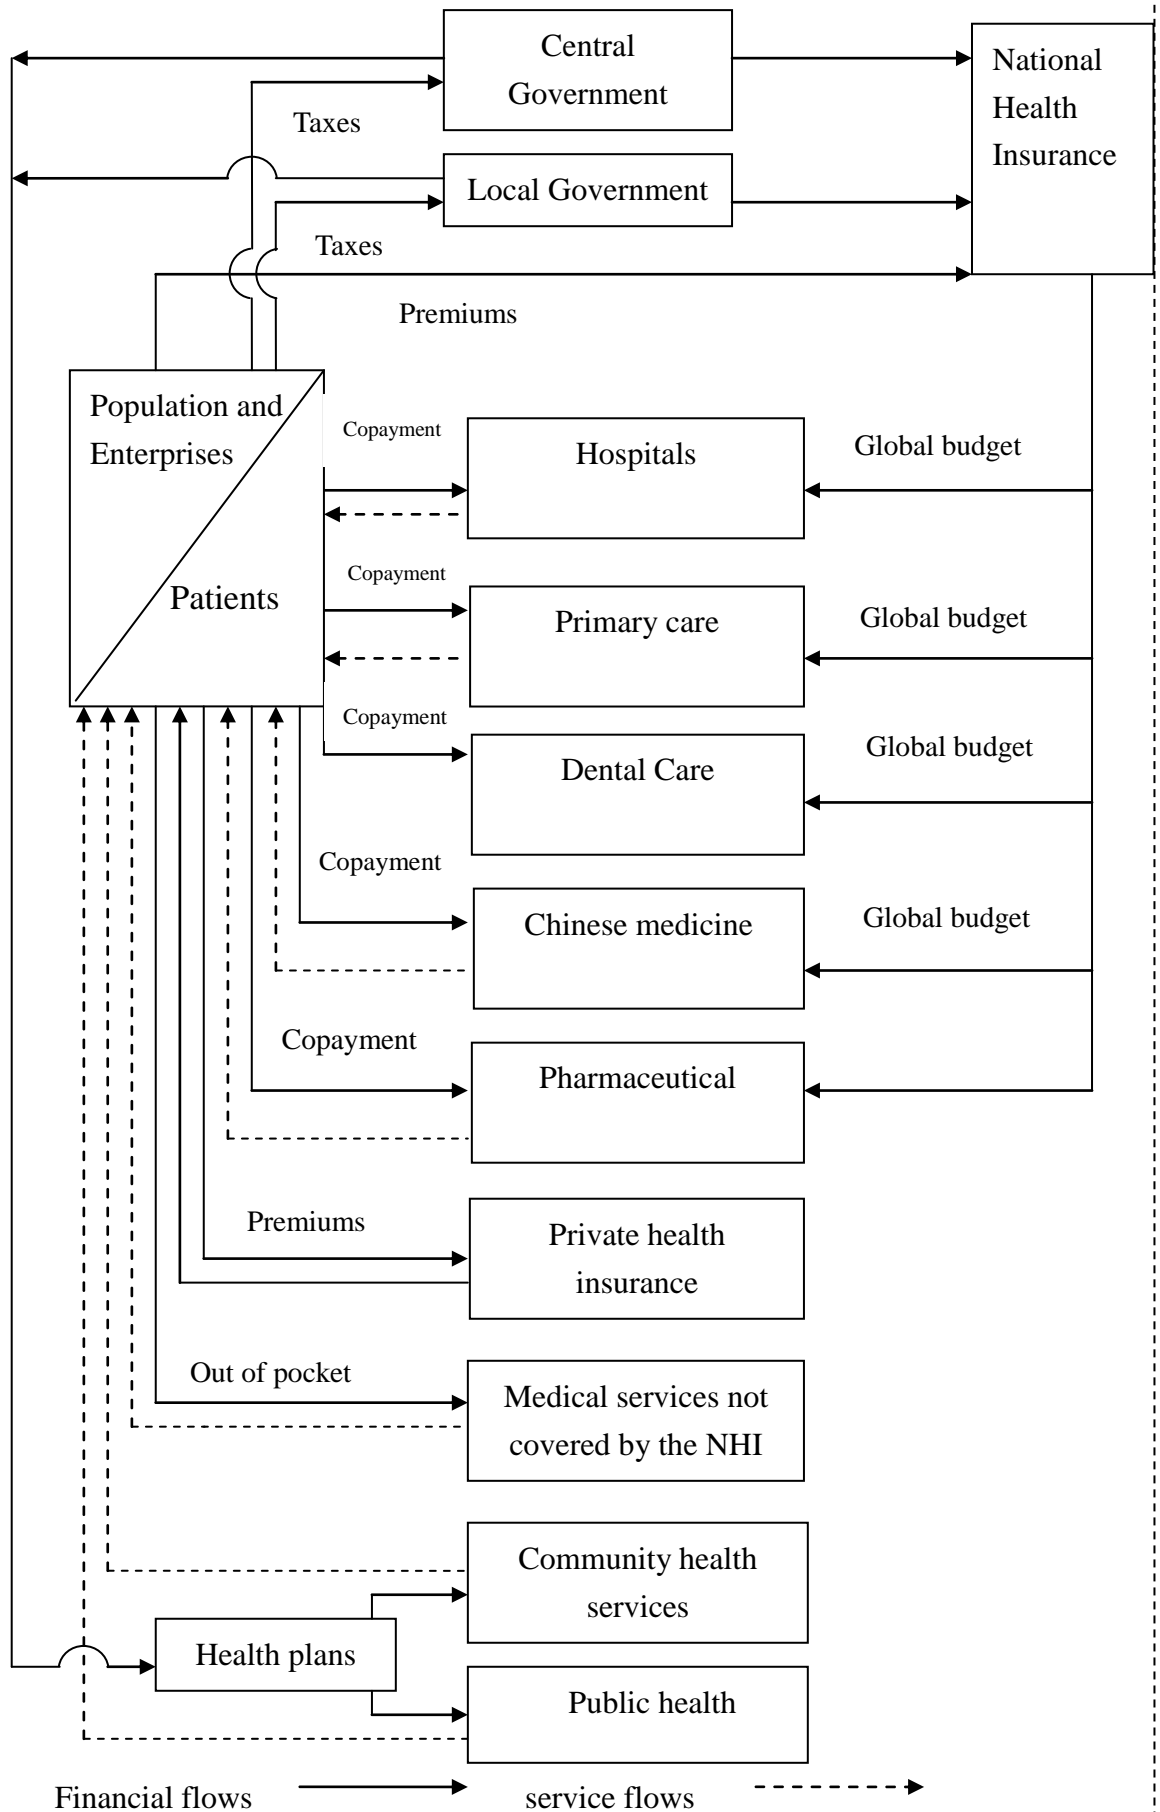 Central
Government
National
Health
Insurance
Taxes
Local Government
Taxes
Premiums
Population and
Enterprises
Patients
Copayment
Hospitals
Global budget
Copayment
Primary care
Global budget
Copayment
Dental Care
Global budget
Copayment
Chinese medicine
Global budget
Copayment
Pharmaceutical
Premiums
Private health
insurance
Out of pocket
Medical services not
covered by the NHI
Community health
services
Health plans
Public health
Financial flows
service flows